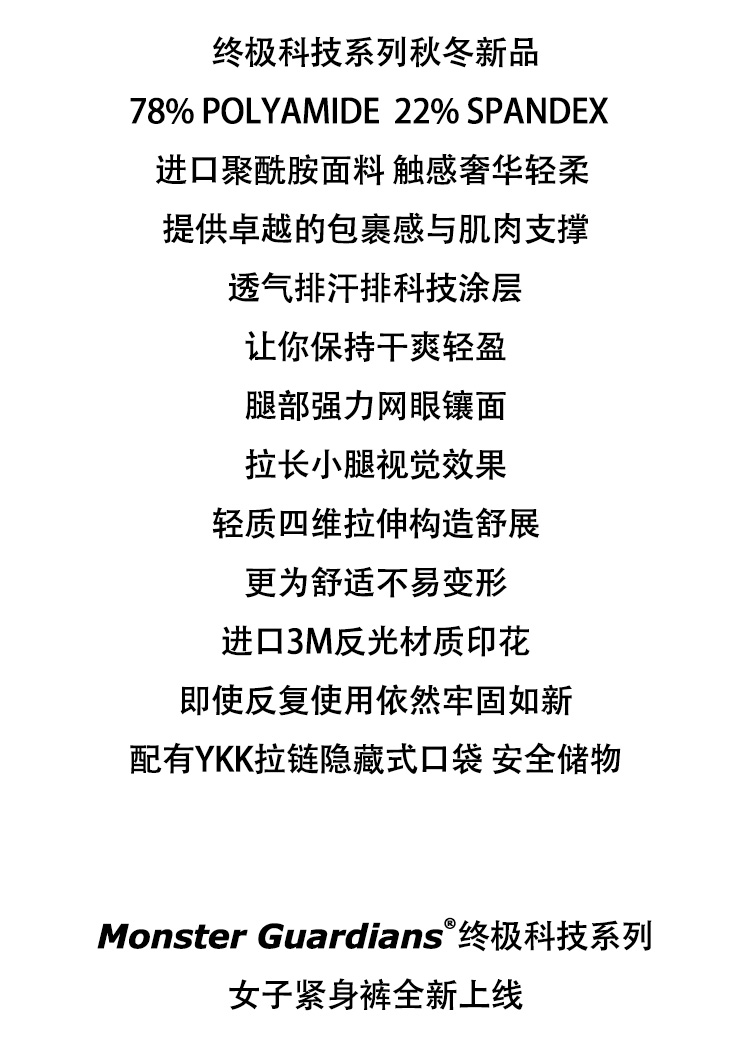 终极科技系列秋冬新品
78% POLYAMIDE 22% SPANDEX
进口聚酰胺面料 触感奢华轻柔
提供卓越的包裹感与肌肉支撑
透气排汗排科技涂层
让你保持干爽轻盈
腿部强力网眼镶面
拉长小腿视觉效果
轻质四维拉伸构造舒展
更为舒适不易变形
进口3M反光材质印花
即使反复使用依然牢固如新
配有YKK拉链隐藏式口袋 安全储物
Monster Guardians®终极科技系列
女子紧身裤全新上线